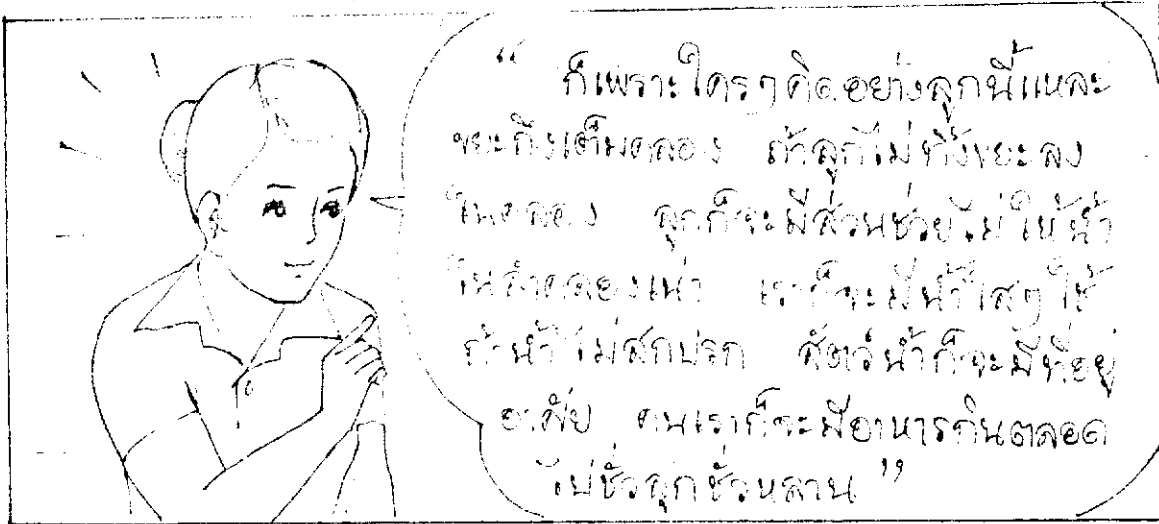 “ ก็เพราะใครๆคิดอย่างลูกนี้แหละ
ขยะถึงเต็มคลอง ถ้าลูกไม่ทิ้งขยะลง
ในคลอง ลูกก็จะมีส่วนช่วยไม่ให้น้ำ
ในลำคลองเน่า เราก็จะมีน้ำใสๆใช้
ถ้าน้ำไม่สกปรก สัตว์น้ำก็จะมีที่อยู่
อาศัย คนเราก็จะมีอาหารกินตลอด
ไปชั่วลูกชั่วหลาน ”